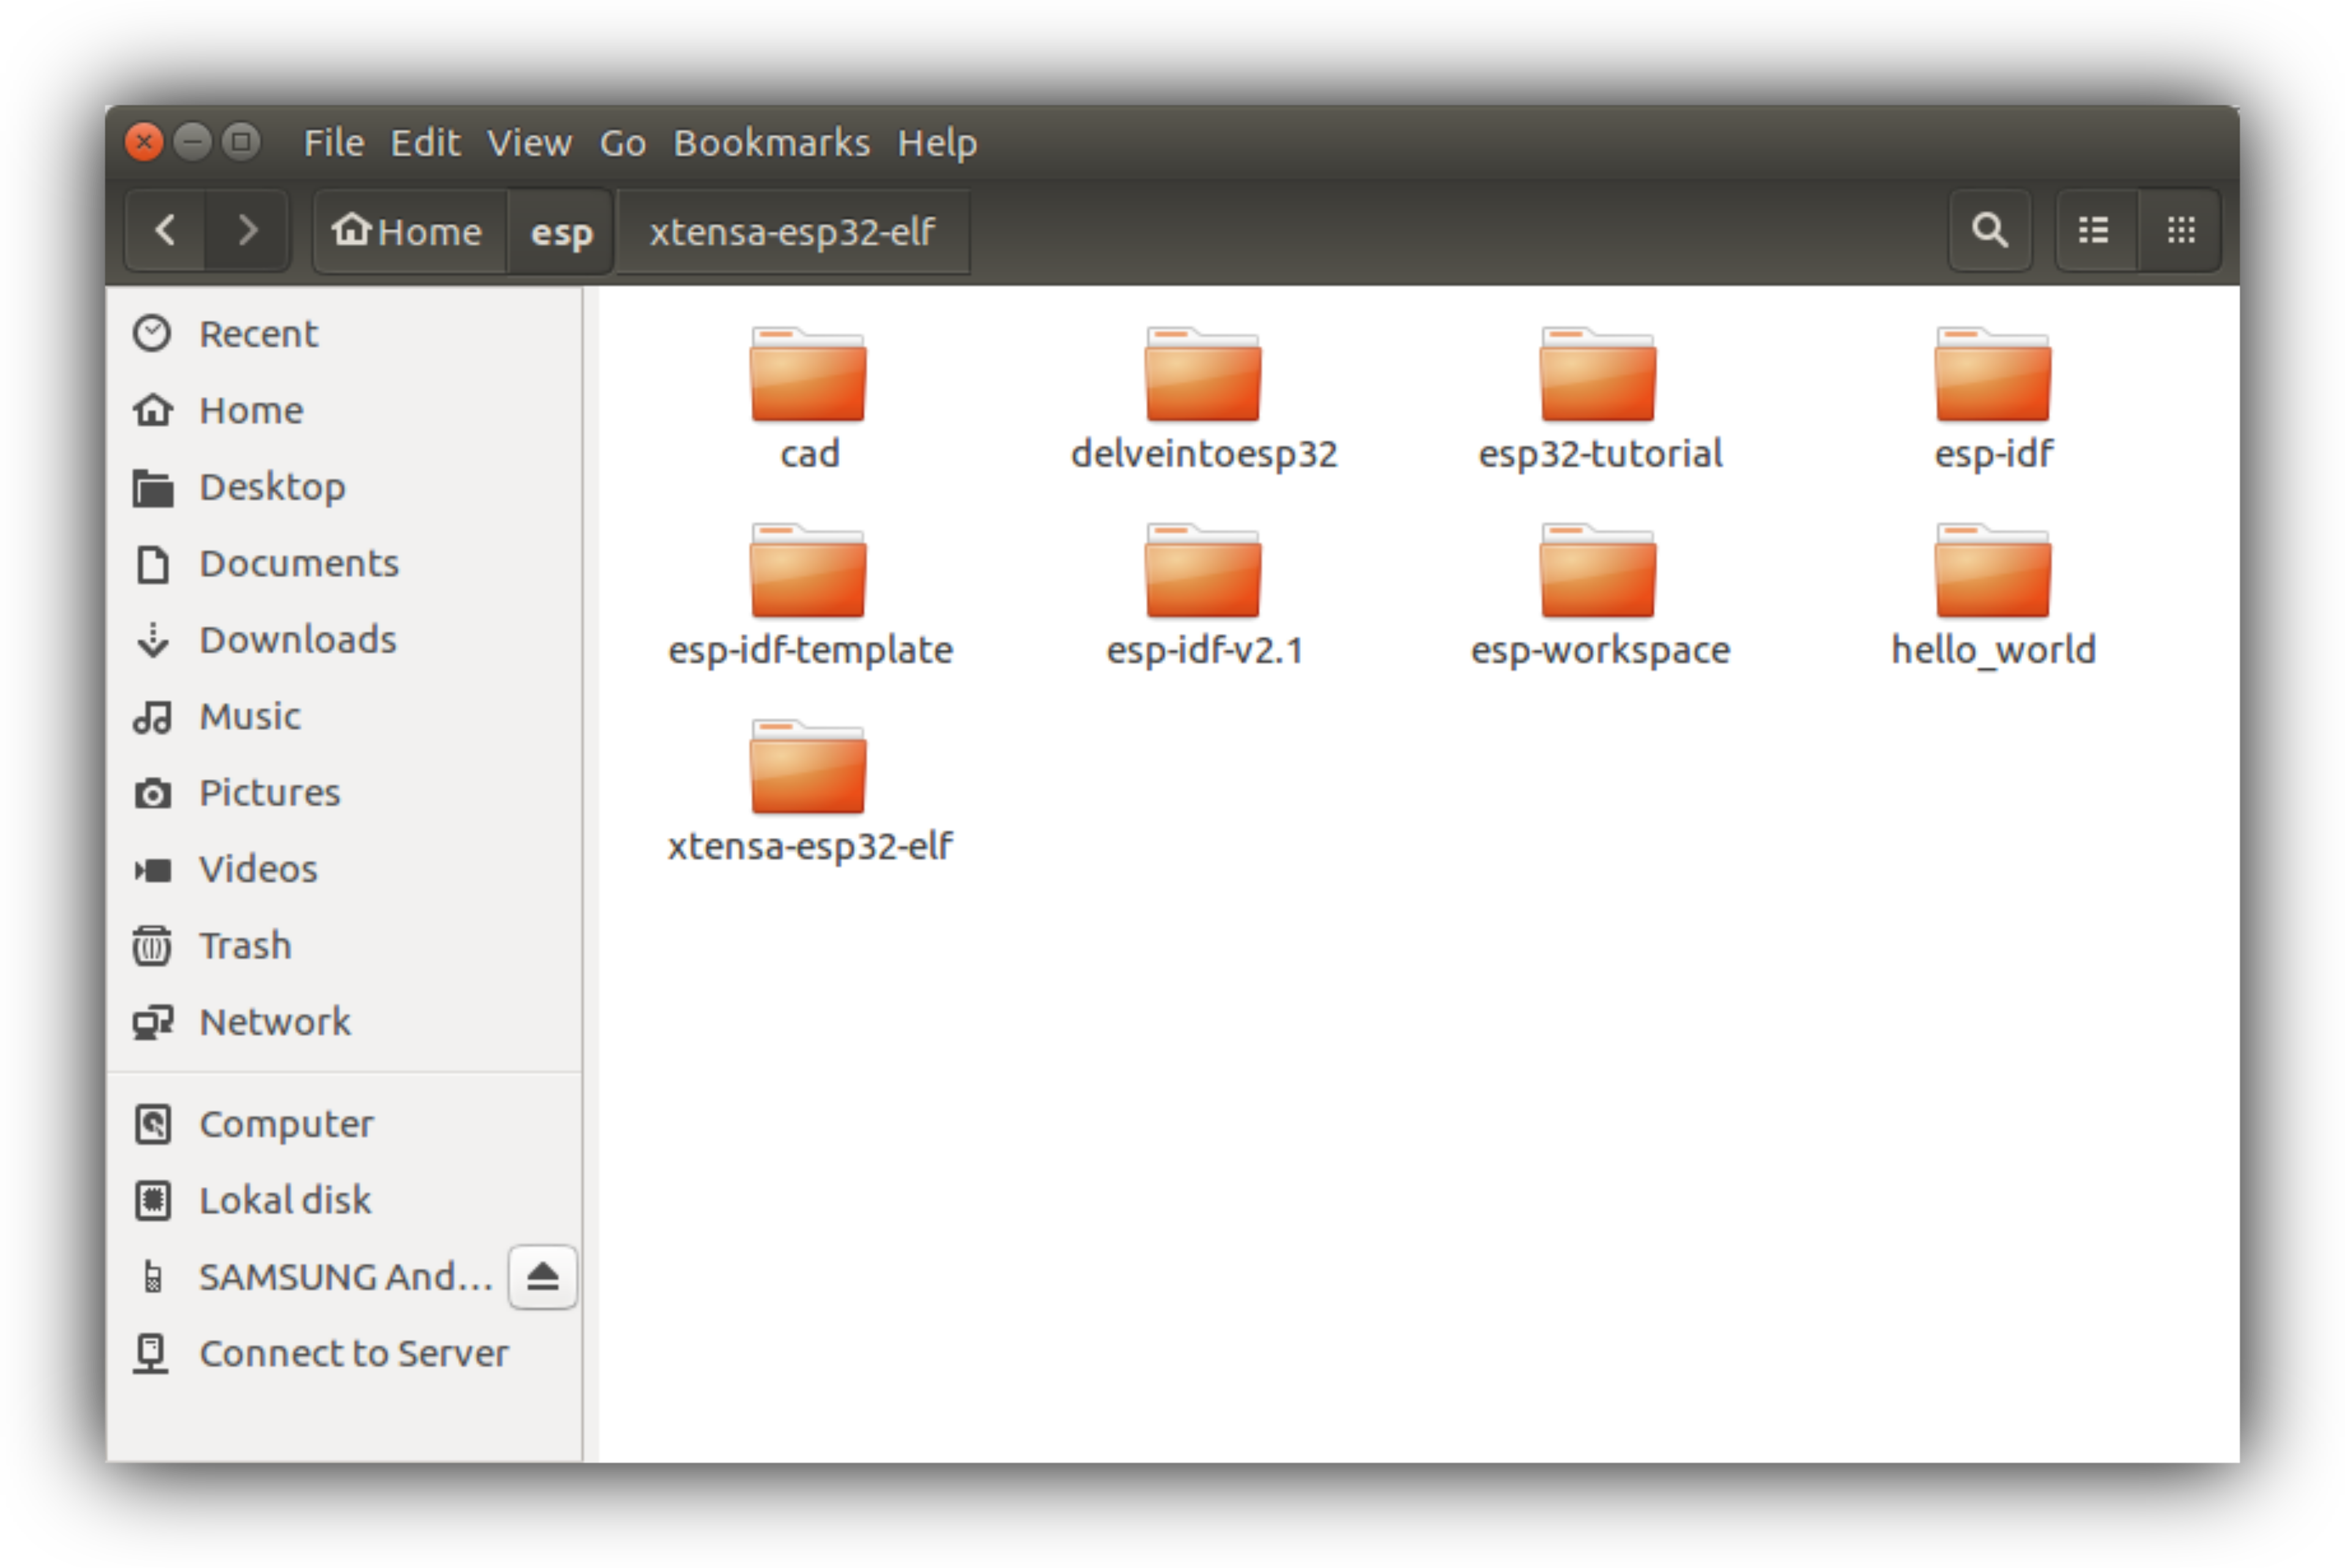 File Edit View Go Bookmarks Help
Home esp xtensa-esp32-elf
Recent
Home
Desktop
Documents
Downloads
Music
Pictures
Videos
Trash
Network
Computer
Lokal disk
SAMSUNG And...
Connect to Server
cad delveintoesp32 esp32-tutorial esp-idf
esp-idf-template esp-idf-v2.1 esp-workspace hello_world
xtensa-esp32-elf